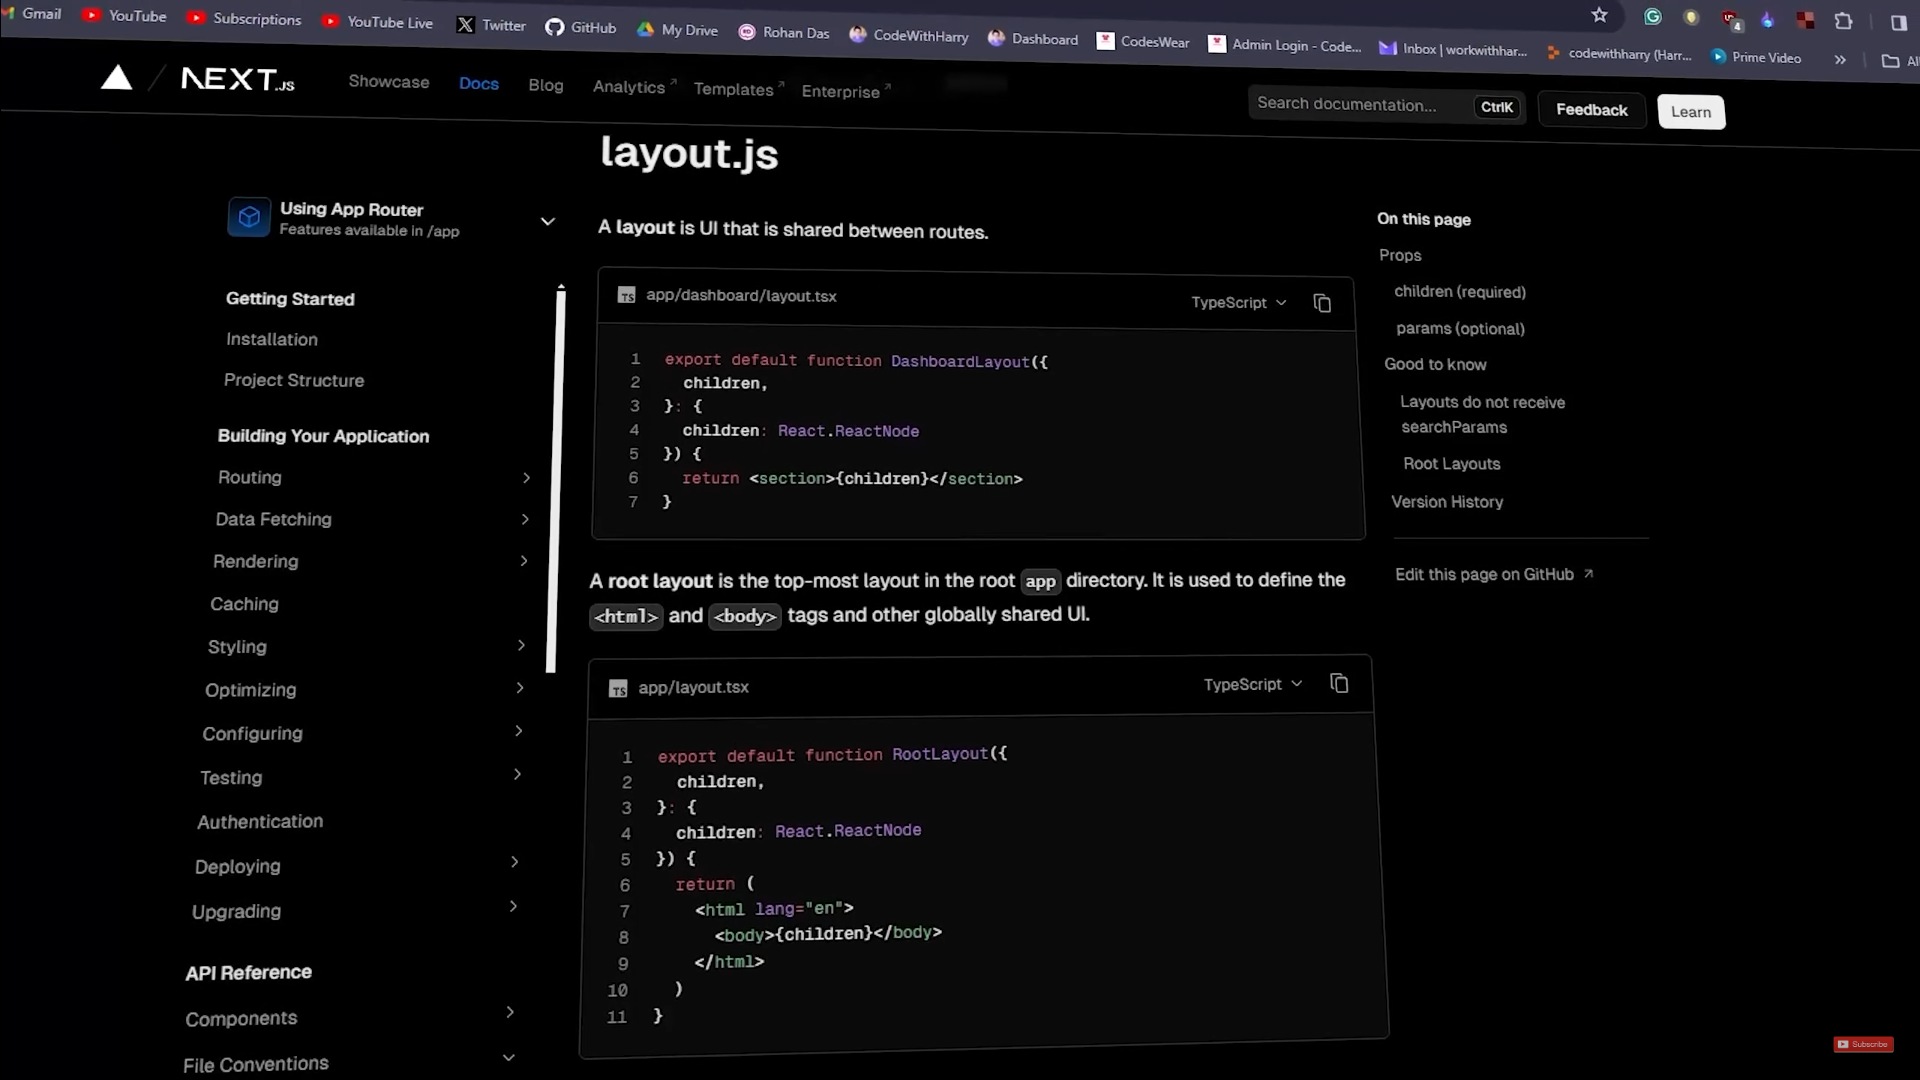 Gmail
YouTube
Subscriptions
YouTube Live
Twitter
GitHub
My Drive
Rohan Das
CodeWithHarry
Dashboard
CodesWear
Admin Login - Code...
Inbox | workwithhar...
codewithharry (Harr...
Prime Video
»
Al
4
NEXT.JS
Showcase
Docs
Blog
Analytics
Templates
Enterprise
Search documentation...
CtrlK
Feedback
Learn
Using App Router
Features available in /app
Getting Started
Installation
Project Structure
Building Your Application
Routing
Data Fetching
Rendering
Caching
Styling
Optimizing
Configuring
Testing
Authentication
Deploying
Upgrading
API Reference
Components
File Conventions
layout.js
A layout is UI that is shared between routes.
TS app/dashboard/layout.tsx
TypeScript
1 export default function DashboardLayout({
2 children,
3 }: {
4 children: React.ReactNode
5 }) {
6 return <section>{children}</section>
7 }
A root layout is the top-most layout in the root app directory. It is used to define the
<html> and <body> tags and other globally shared UI.
TS app/layout.tsx
TypeScript
1 export default function RootLayout({
2 children,
3 }: {
4 children: React.ReactNode
5 }) {
6 return (
7 <html lang="en">
8 <body>{children}</body>
9 </html>
10 )
11 }
On this page
Props
children (required)
params (optional)
Good to know
Layouts do not receive
searchParams
Root Layouts
Version History
Edit this page on GitHub
Subscribe